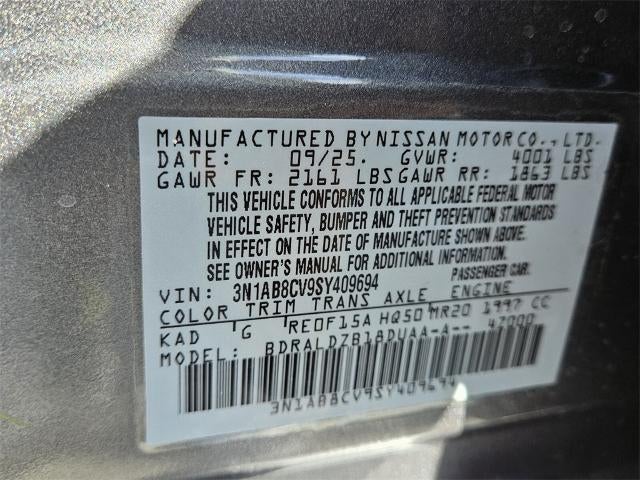 MANUFACTURED BY NISSAN MOTOR CO., LTD.
DATE: 09/25. GVWR: 4001 LBS
GAWR FR: 2161 LBS GAWR RR: 1863 LBS
THIS VEHICLE CONFORMS TO ALL APPLICABLE FEDERAL MOTOR
VEHICLE SAFETY, BUMPER AND THEFT PREVENTION STANDARDS
IN EFFECT ON THE DATE OF MANUFACTURE SHOWN ABOVE.
SEE OWNER'S MANUAL FOR ADDITIONAL INFORMATION.
VIN: 3N1AB8CV9SY409694 PASSENGER CAR.
COLOR TRIM TRANS AXLE ENGINE
KAD G RE0F15A HQ50 MR20 1997 CC
MODEL: BDRALDZB18DUAA-A-- 47000
3N1AB8CV9SY409694